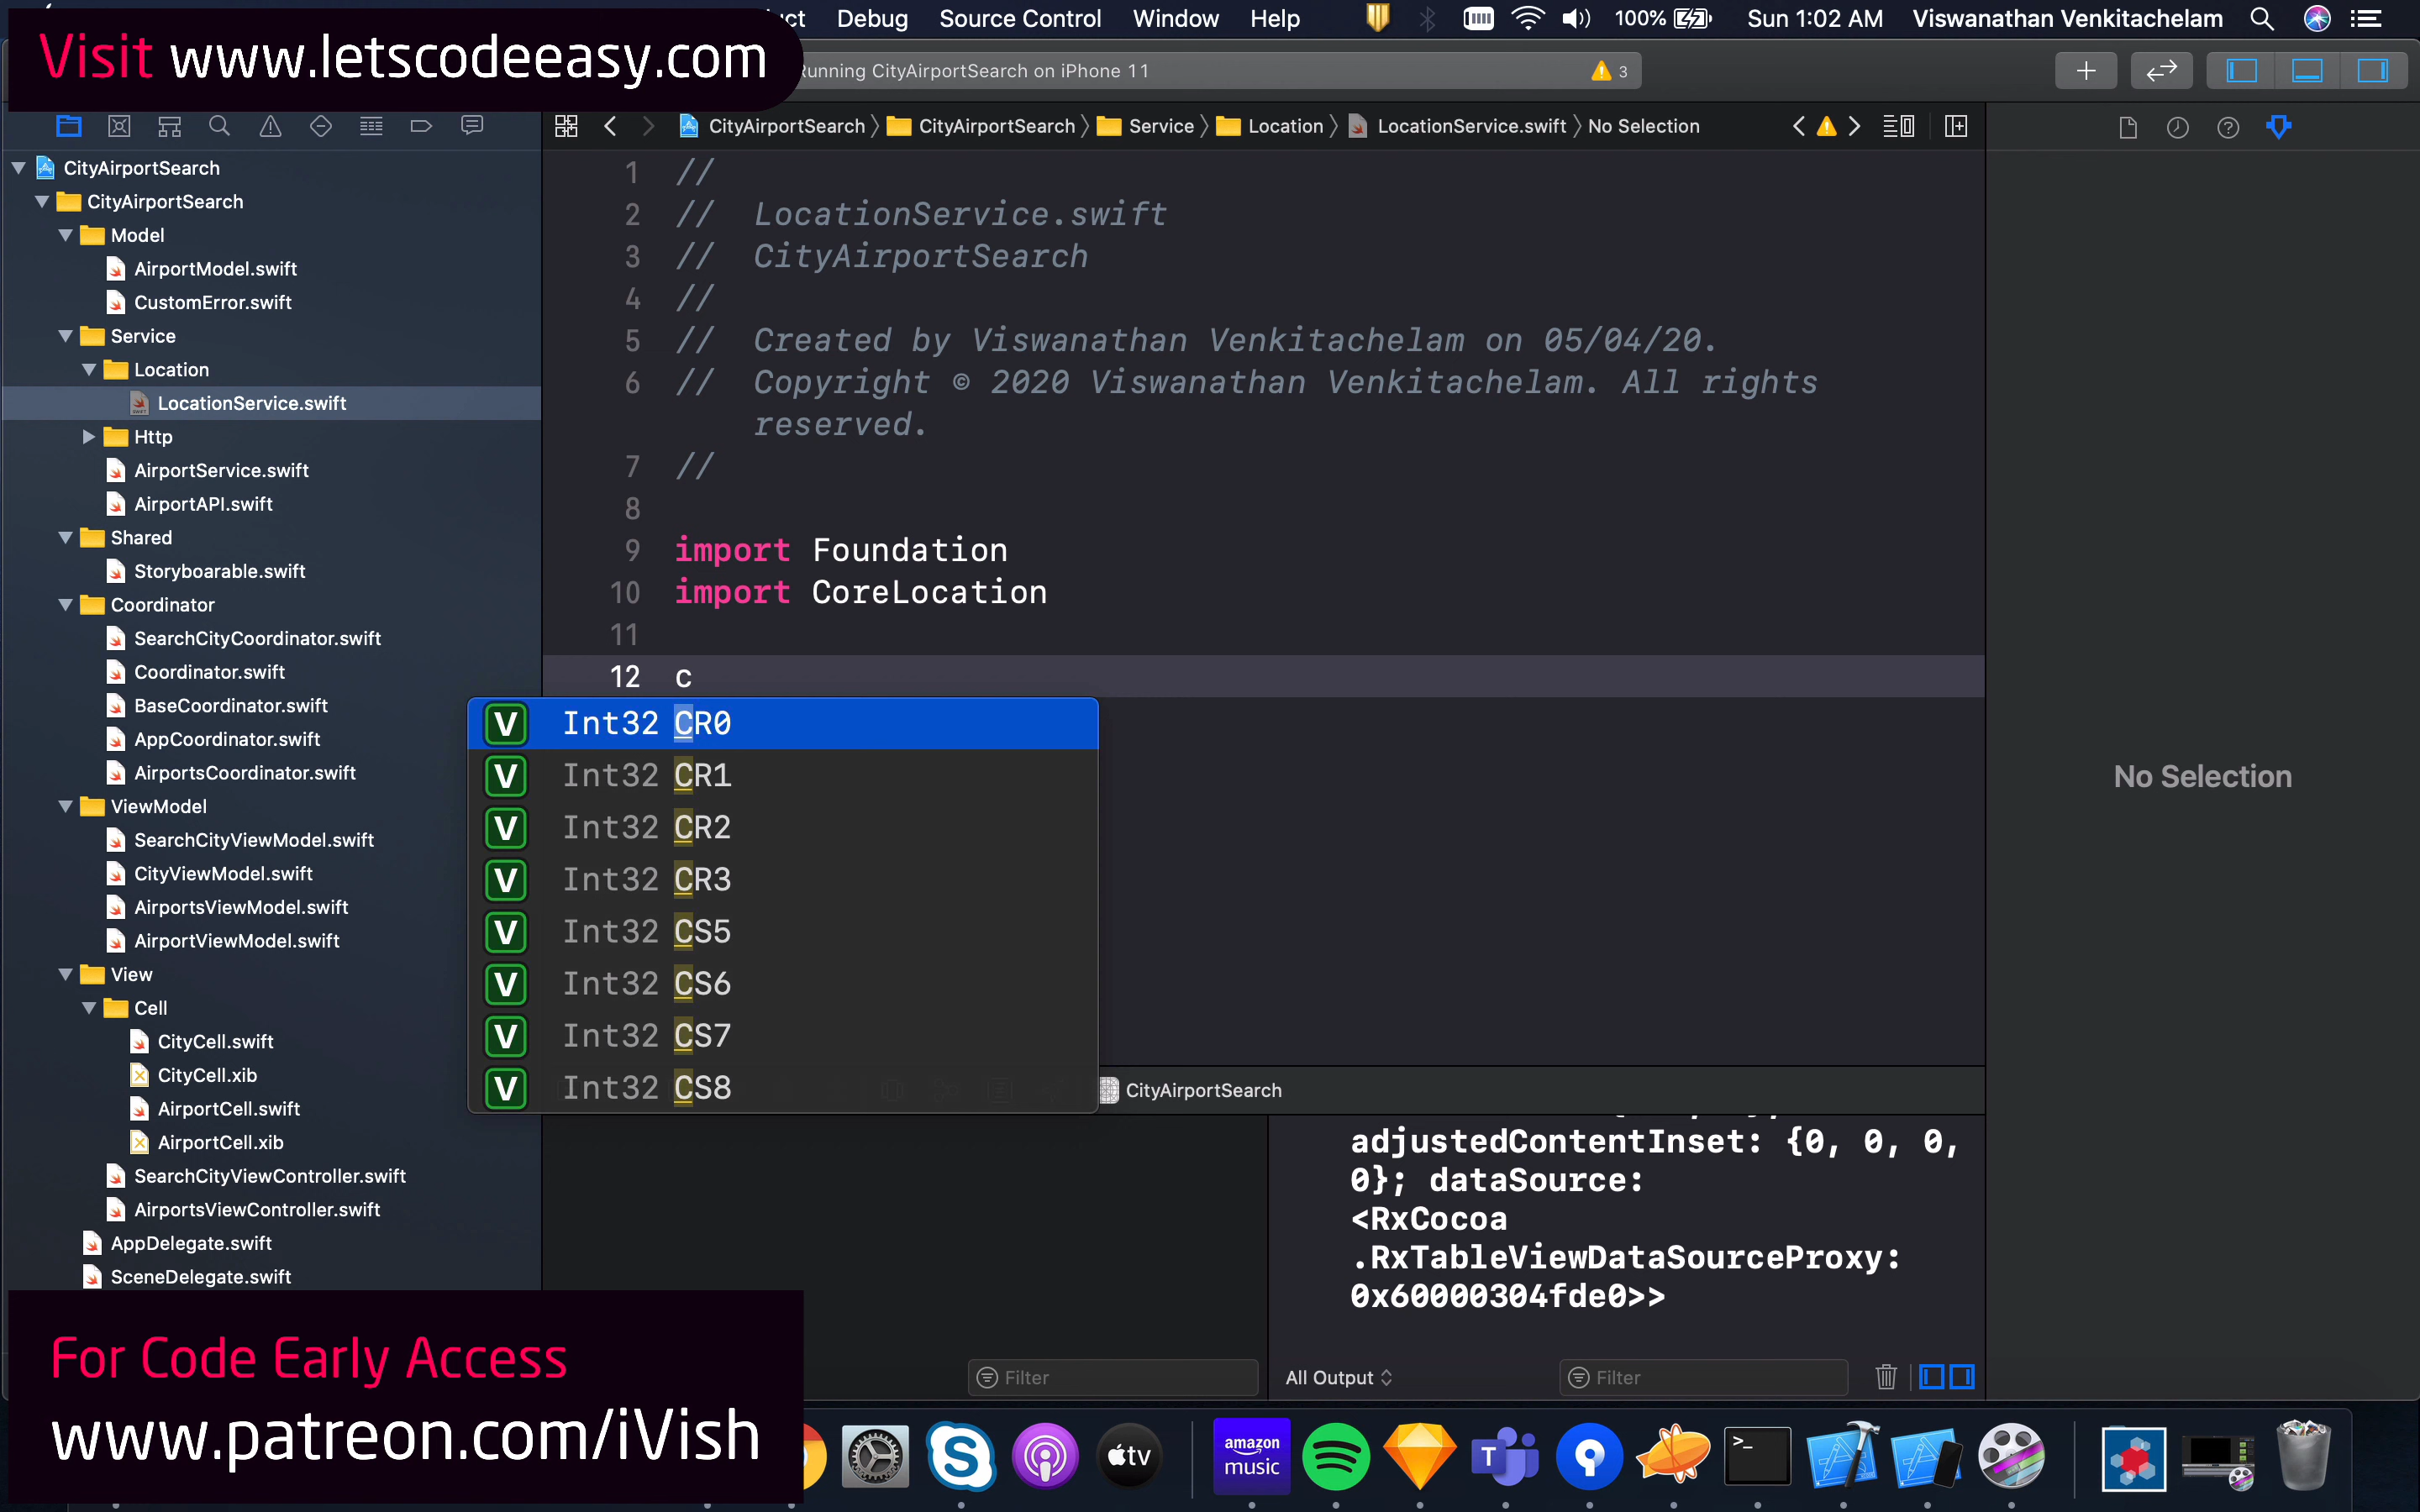 uct Debug Source Control Window Help 100% Sun 1:02 AM Viswanathan Venkitachelam
Visit www.letscodeeasy.com
Running CityAirportSearch on iPhone 11 3
CityAirportSearch CityAirportSearch Service Location LocationService.swift No Selection
CityAirportSearch
CityAirportSearch
Model
AirportModel.swift
CustomError.swift
Service
Location
LocationService.swift
Http
AirportService.swift
AirportAPI.swift
Shared
Storyboarable.swift
Coordinator
SearchCityCoordinator.swift
Coordinator.swift
BaseCoordinator.swift
AppCoordinator.swift
AirportsCoordinator.swift
ViewModel
SearchCityViewModel.swift
CityViewModel.swift
AirportsViewModel.swift
AirportViewModel.swift
View
Cell
CityCell.swift
CityCell.xib
AirportCell.swift
AirportCell.xib
SearchCityViewController.swift
AirportsViewController.swift
AppDelegate.swift
SceneDelegate.swift
1 //
2 // LocationService.swift
3 // CityAirportSearch
4 //
5 // Created by Viswanathan Venkitachelam on 05/04/20.
6 // Copyright © 2020 Viswanathan Venkitachelam. All rights
reserved.
7 //
8
9 import Foundation
10 import CoreLocation
11
12 c
V Int32 CR0
V Int32 CR1
V Int32 CR2
V Int32 CR3
V Int32 CS5
V Int32 CS6
V Int32 CS7
V Int32 CS8
No Selection
CityAirportSearch
adjustedContentInset: {0, 0, 0,
0}; dataSource:
<RxCocoa
.RxTableViewDataSourceProxy:
0x60000304fde0>>
Filter
All Output
Filter
For Code Early Access
www.patreon.com/iVish
tv
amazon
music